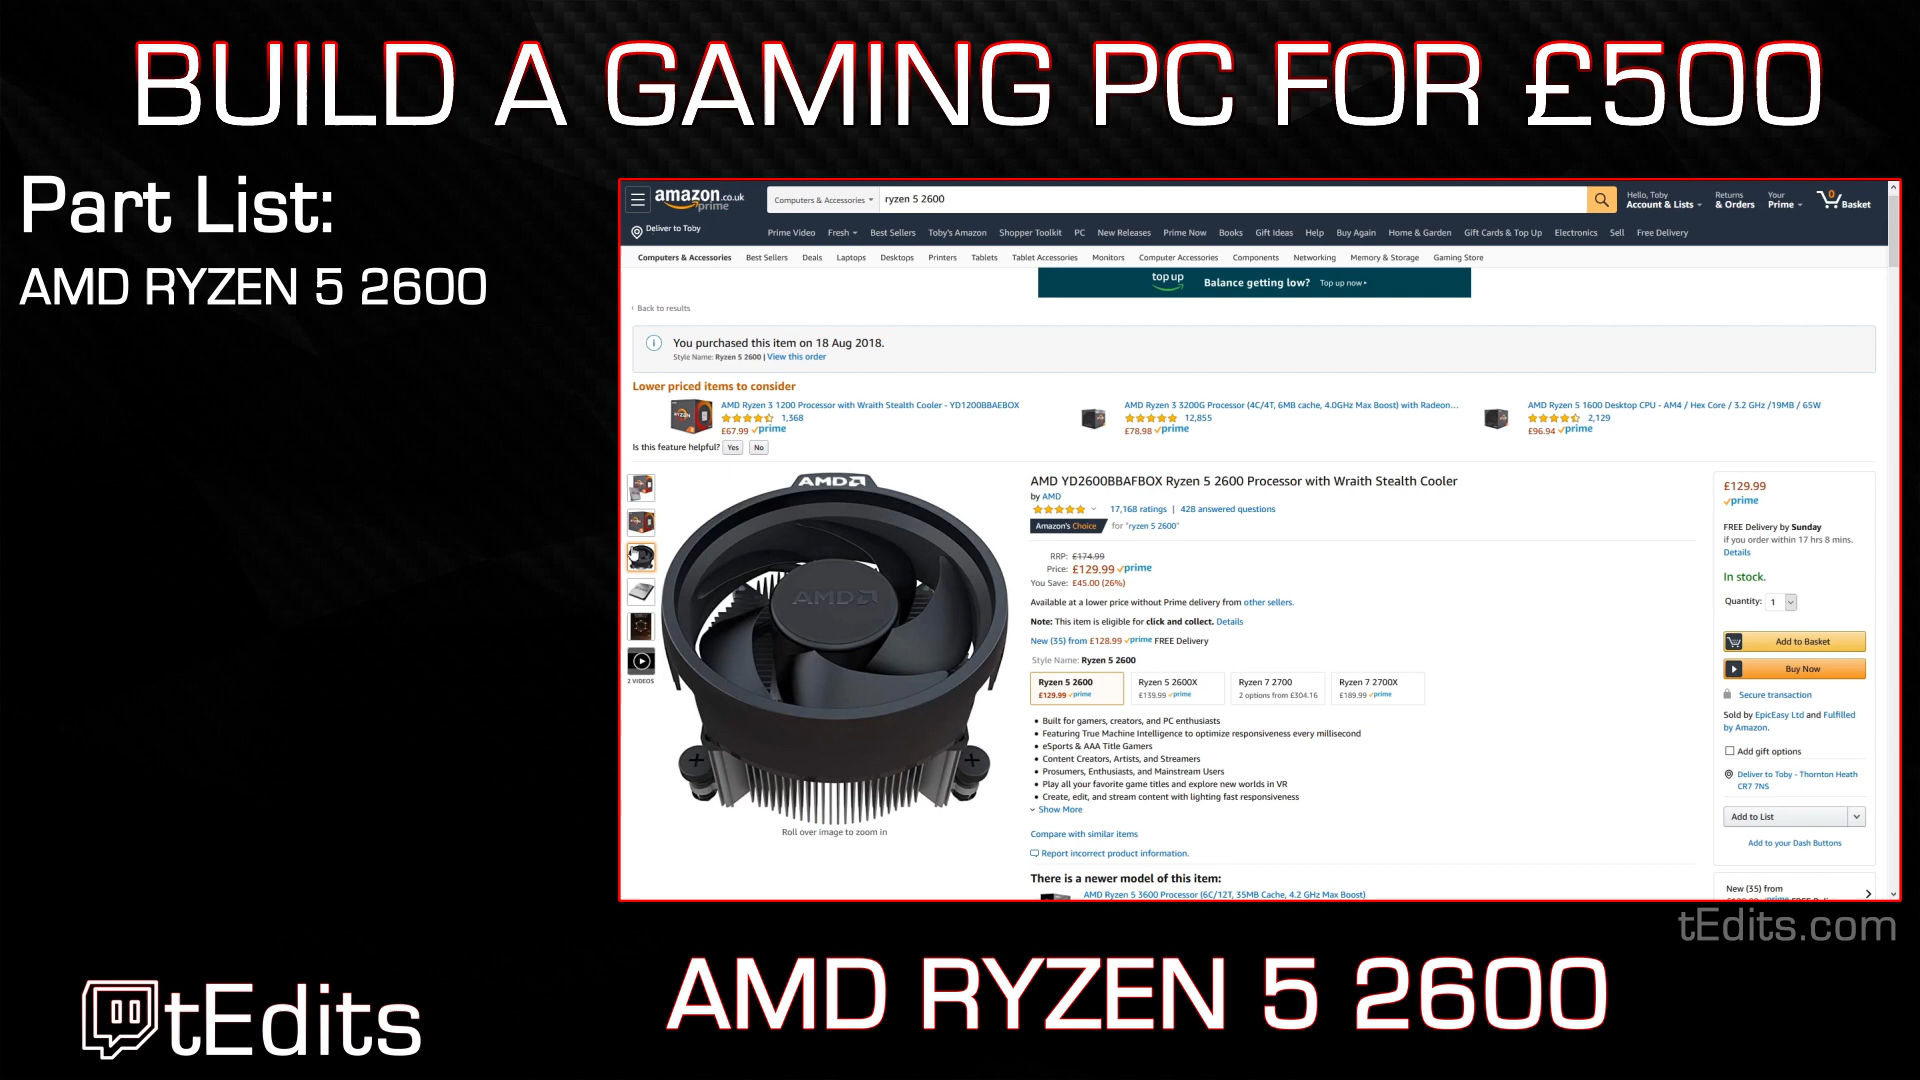 BUILD A GAMING PC FOR £500
Part List:
AMD RYZEN 5 2600
amazon.co.uk
prime
Computers & Accessories
ryzen 5 2600
Hello, Toby
Account & Lists
Returns
& Orders
Your
Prime
0
Basket
Deliver to Toby
Prime Video Fresh Best Sellers Toby's Amazon Shopper Toolkit PC New Releases Prime Now Books Gift Ideas Help Buy Again Home & Garden Gift Cards & Top Up Electronics Sell Free Delivery
Computers & Accessories Best Sellers Deals Laptops Desktops Printers Tablets Tablet Accessories Monitors Computer Accessories Components Networking Memory & Storage Gaming Store
top up
Balance getting low? Top up now
‹ Back to results
You purchased this item on 18 Aug 2018.
Style Name: Ryzen 5 2600 | View this order
Lower priced items to consider
AMD Ryzen 3 1200 Processor with Wraith Stealth Cooler - YD1200BBAEBOX
1,368
£67.99 prime
AMD Ryzen 3 3200G Processor (4C/4T, 6MB cache, 4.0GHz Max Boost) with Radeon...
12,855
£78.98 prime
AMD Ryzen 5 1600 Desktop CPU - AM4 / Hex Core / 3.2 GHz /19MB / 65W
2,129
£96.94 prime
Is this feature helpful? Yes No
AMD
AMD
2 VIDEOS
Roll over image to zoom in
AMD YD2600BBAFBOX Ryzen 5 2600 Processor with Wraith Stealth Cooler
by AMD
17,168 ratings | 428 answered questions
Amazon's Choice for "ryzen 5 2600"
RRP: £174.99
Price: £129.99 prime
You Save: £45.00 (26%)
Available at a lower price without Prime delivery from other sellers.
Note: This item is eligible for click and collect. Details
New (35) from £128.99 prime FREE Delivery
Style Name: Ryzen 5 2600
Ryzen 5 2600
£129.99 prime
Ryzen 5 2600X
£139.99 prime
Ryzen 7 2700
2 options from £304.16
Ryzen 7 2700X
£189.99 prime
• Built for gamers, creators, and PC enthusiasts
• Featuring True Machine Intelligence to optimize responsiveness every millisecond
• eSports & AAA Title Gamers
• Content Creators, Artists, and Streamers
• Prosumers, Enthusiasts, and Mainstream Users
• Play all your favorite game titles and explore new worlds in VR
• Create, edit, and stream content with lighting fast responsiveness
Show More
Compare with similar items
Report incorrect product information.
There is a newer model of this item:
AMD Ryzen 5 3600 Processor (6C/12T, 35MB Cache, 4.2 GHz Max Boost)
£129.99
prime
FREE Delivery by Sunday
if you order within 17 hrs 8 mins.
Details
In stock.
Quantity: 1
Add to Basket
Buy Now
Secure transaction
Sold by EpicEasy Ltd and Fulfilled
by Amazon.
Add gift options
Deliver to Toby - Thornton Heath
CR7 7NS
Add to List
Add to your Dash Buttons
New (35) from
tEdits.com
tEdits
AMD RYZEN 5 2600